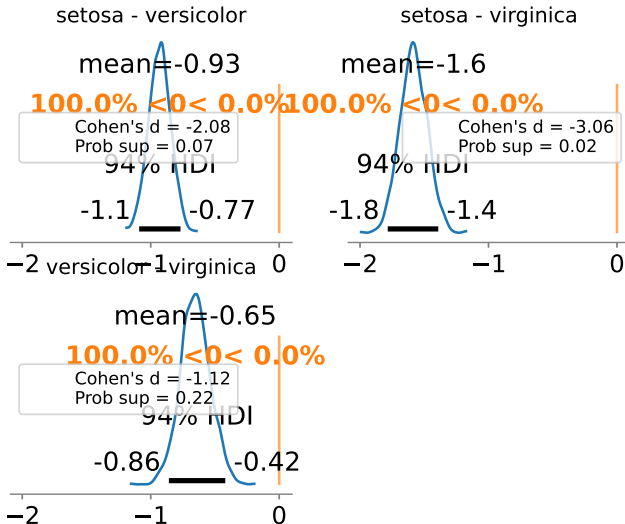 setosa - versicolor
mean=-0.93
100.0% <0< 0.0%
Cohen's d = -2.08
Prob sup = 0.07
94% HDI
-1.1 -0.77
−2 −1 0
setosa - virginica
mean=-1.6
100.0% <0< 0.0%
Cohen's d = -3.06
Prob sup = 0.02
94% HDI
-1.8 -1.4
−2 −1 0
versicolor - virginica
mean=-0.65
100.0% <0< 0.0%
Cohen's d = -1.12
Prob sup = 0.22
94% HDI
-0.86 -0.42
−2 −1 0